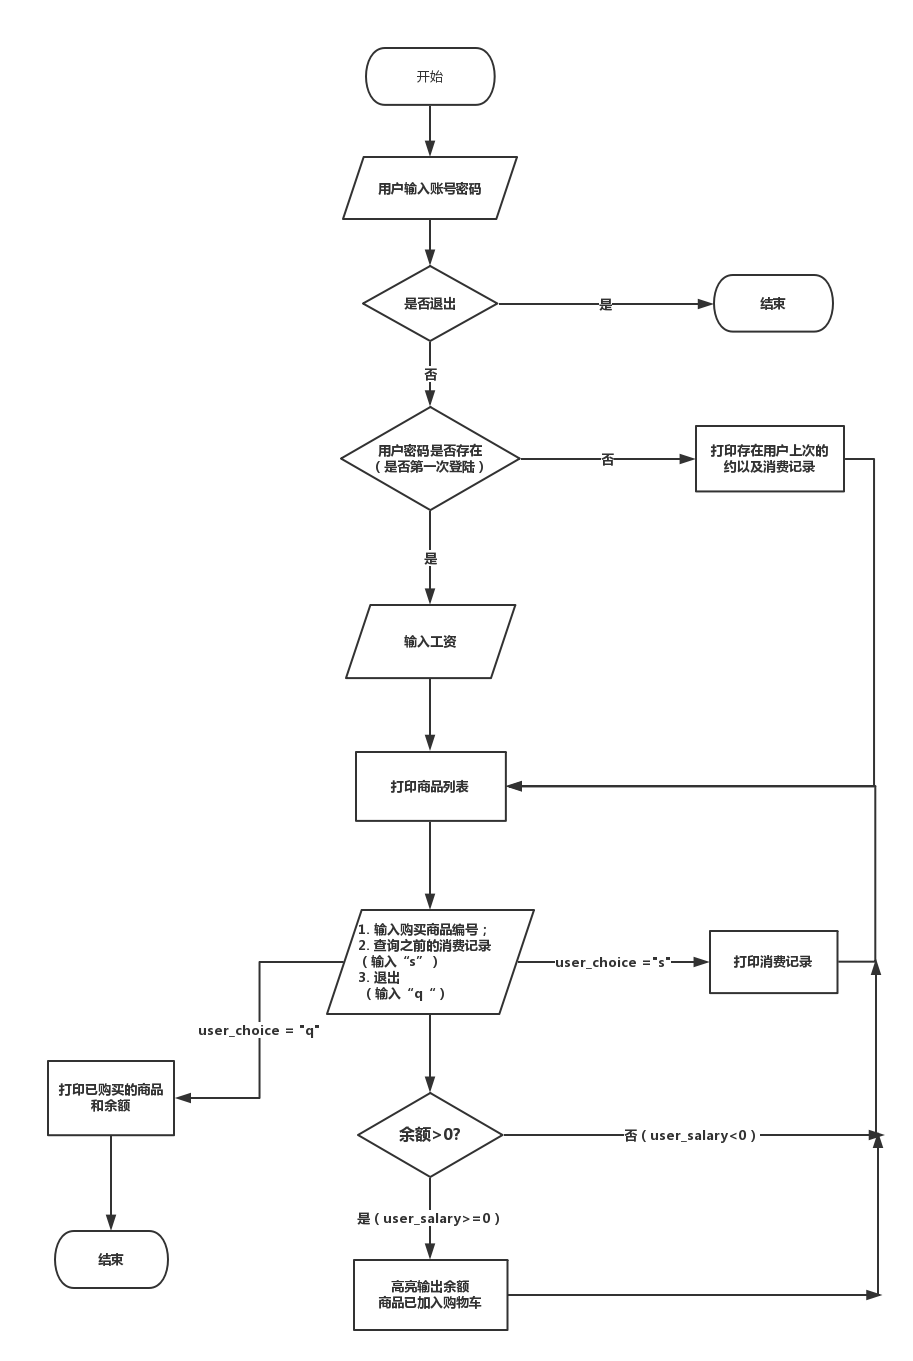 开始
用户输入账号密码
是否退出
是
结束
否
用户密码是否存在
（是否第一次登陆）
否
打印存在用户上次的
约以及消费记录
是
输入工资
打印商品列表
1. 输入购买商品编号；
2. 查询之前的消费记录
（输入“s”）
3. 退出
（输入“q“）
user_choice ="s"
打印消费记录
user_choice = "q"
打印已购买的商品
和余额
余额>0?
否（user_salary<0）
是（user_salary>=0）
结束
高亮输出余额
商品已加入购物车